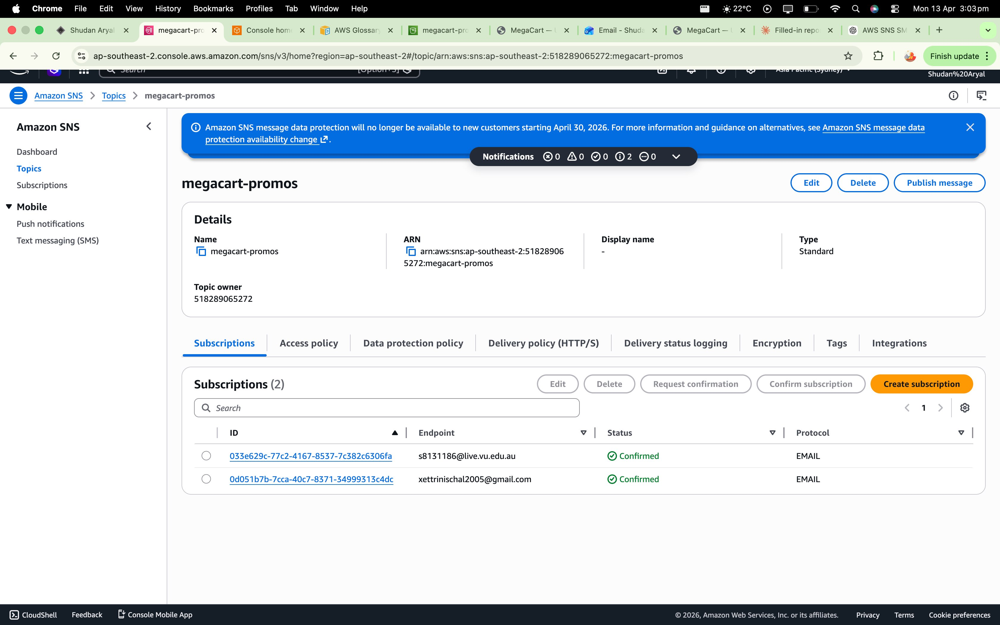 Chrome File Edit View History Bookmarks Profiles Tab Window Help 22°C Mon 13 Apr 3:03 pm
Shudan Aryal megacart-pro Console hom AWS Glossary megacart-pro MegaCart — Email - Shuda MegaCart — Filled-in repo AWS SNS SM
ap-southeast-2.console.aws.amazon.com/sns/v3/home?region=ap-southeast-2#/topic/arn:aws:sns:ap-southeast-2:518289065272:megacart-promos Finish update
Search [Option+S] Asia Pacific (Sydney)
Shudan%20Aryal
Amazon SNS Topics megacart-promos
Amazon SNS
Dashboard
Topics
Subscriptions
Mobile
Push notifications
Text messaging (SMS)
Amazon SNS message data protection will no longer be available to new customers starting April 30, 2026. For more information and guidance on alternatives, see Amazon SNS message data
protection availability change .
Notifications 0 0 0 2 0
megacart-promos
Edit Delete Publish message
Details
Name ARN Display name Type
megacart-promos arn:aws:sns:ap-southeast-2:51828906 - Standard
5272:megacart-promos
Topic owner
518289065272
Subscriptions Access policy Data protection policy Delivery policy (HTTP/S) Delivery status logging Encryption Tags Integrations
Subscriptions (2) Edit Delete Request confirmation Confirm subscription Create subscription
Search 1
ID Endpoint Status Protocol
033e629c-77c2-4167-8537-7c382c6306fa s8131186@live.vu.edu.au Confirmed EMAIL
0d051b7b-7cca-40c7-8371-34999313c4dc xettrinischal2005@gmail.com Confirmed EMAIL
CloudShell Feedback Console Mobile App © 2026, Amazon Web Services, Inc. or its affiliates. Privacy Terms Cookie preferences